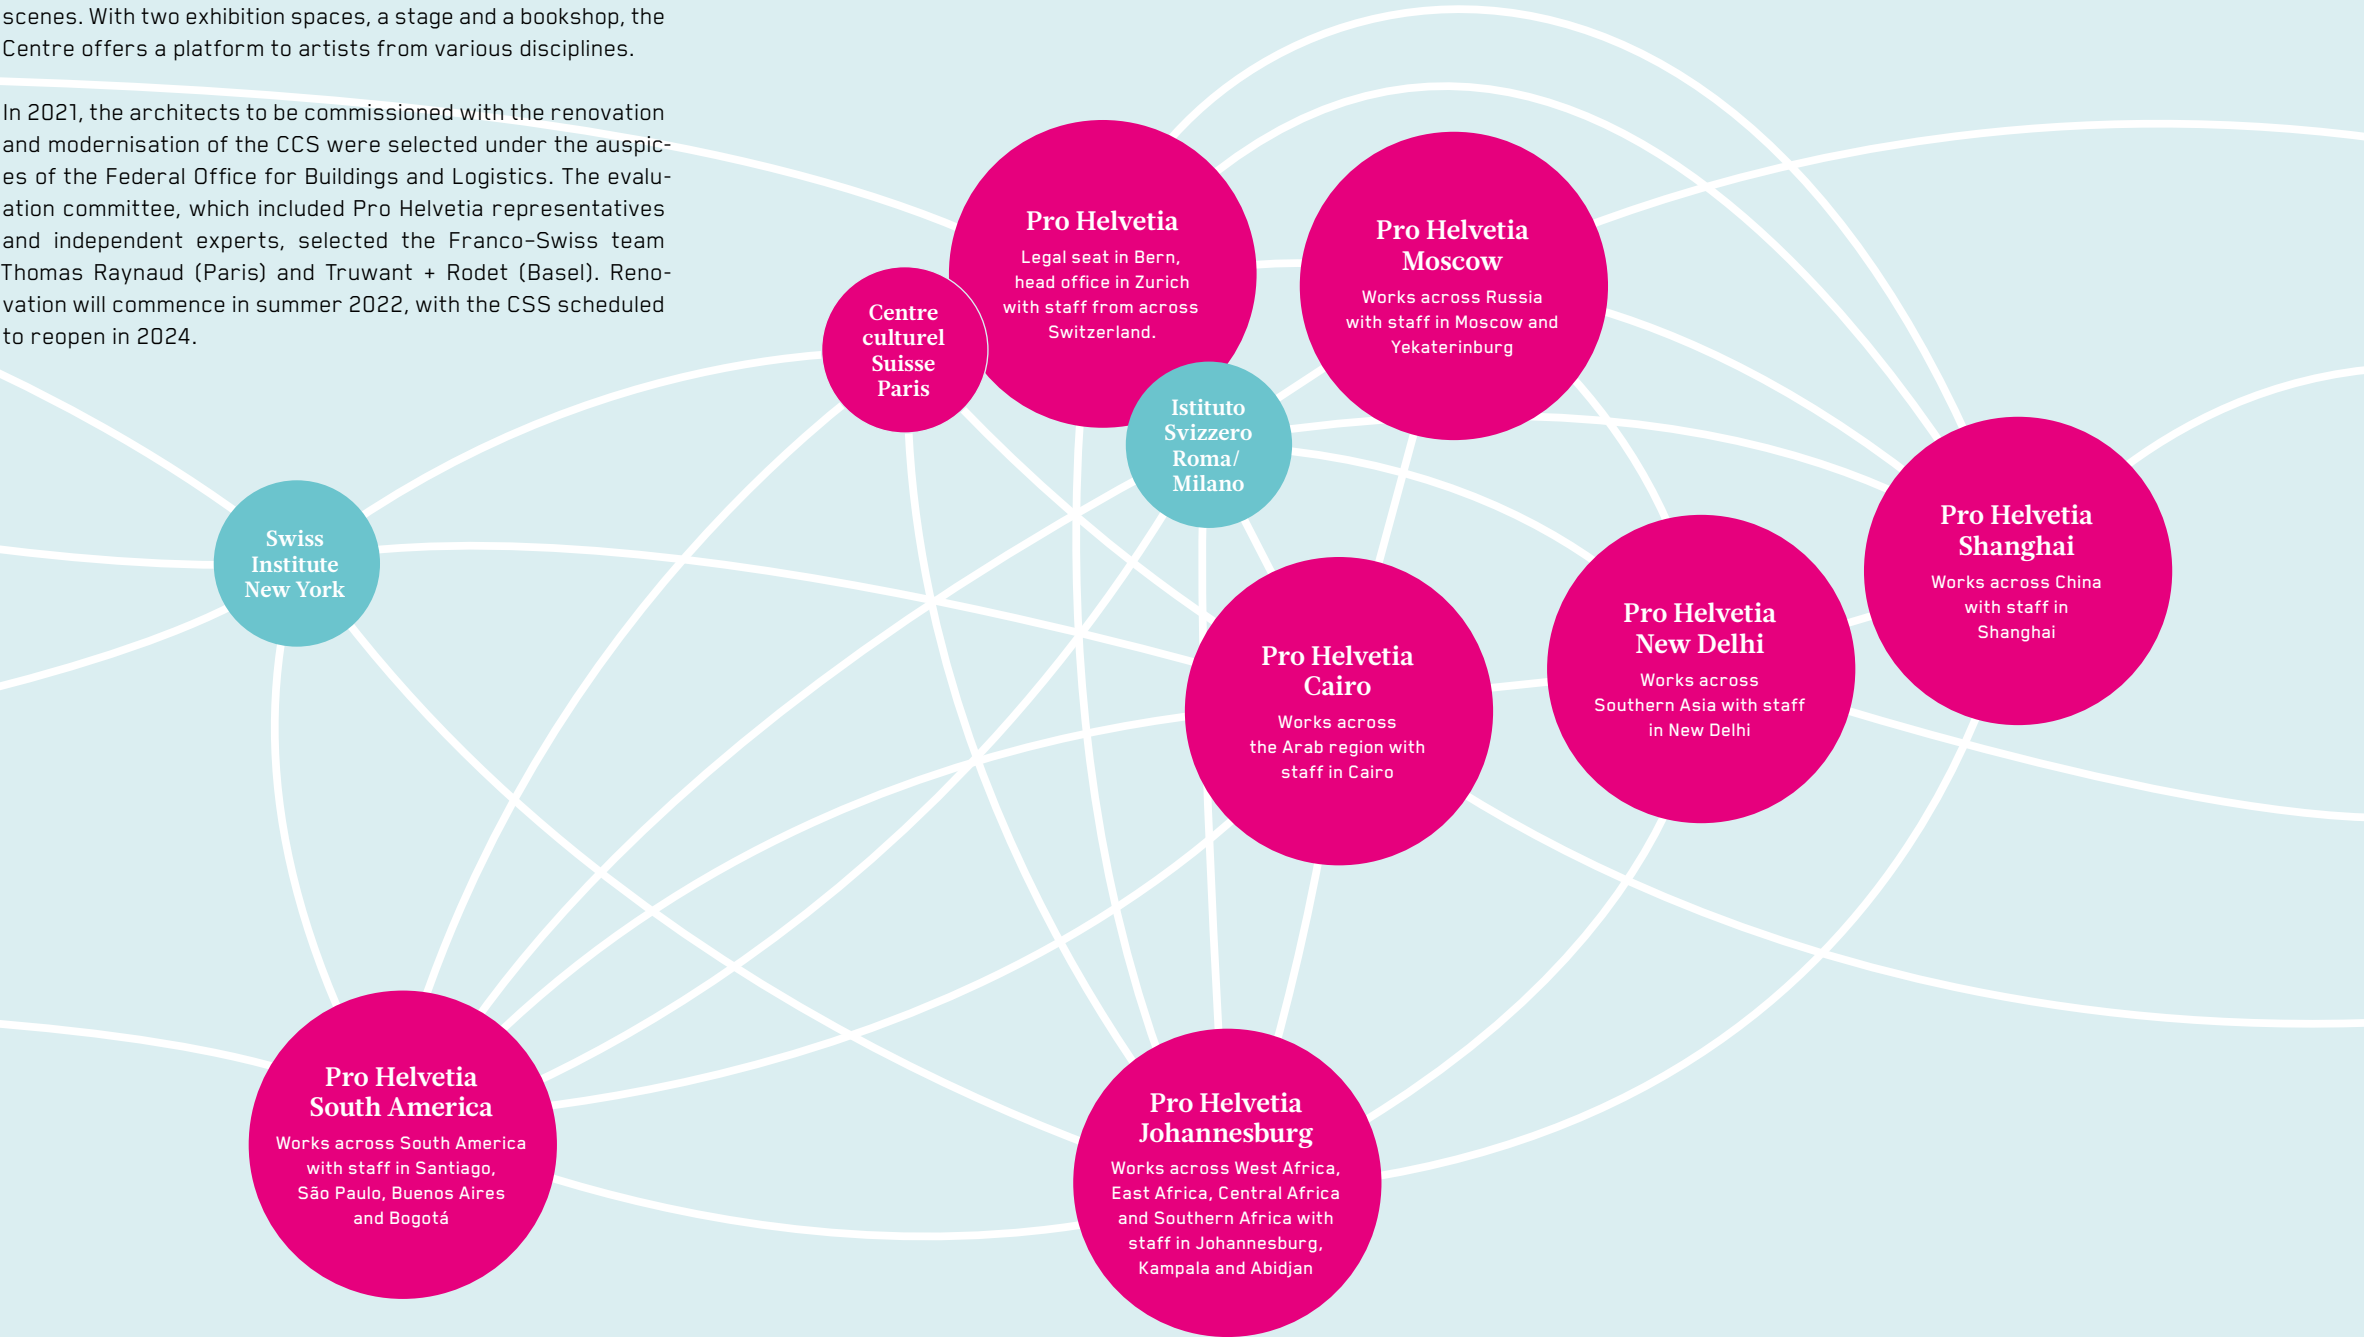 scenes. With two exhibition spaces, a stage and a bookshop, the
Centre offers a platform to artists from various disciplines.
In 2021, the architects to be commissioned with the renovation
and modernisation of the CCS were selected under the auspic-
es of the Federal Office for Buildings and Logistics. The evalu-
ation committee, which included Pro Helvetia representatives
and independent experts, selected the Franco-Swiss team
Thomas Raynaud (Paris) and Truwant + Rodet (Basel). Reno-
vation will commence in summer 2022, with the CSS scheduled
to reopen in 2024.
Pro Helvetia
Legal seat in Bern,
head office in Zurich
with staff from across
Switzerland.
Pro Helvetia
Moscow
Works across Russia
with staff in Moscow and
Yekaterinburg
Centre
culturel
Suisse
Paris
Istituto
Svizzero
Roma/
Milano
Swiss
Institute
New York
Pro Helvetia
Shanghai
Works across China
with staff in
Shanghai
Pro Helvetia
New Delhi
Works across
Southern Asia with staff
in New Delhi
Pro Helvetia
Cairo
Works across
the Arab region with
staff in Cairo
Pro Helvetia
South America
Works across South America
with staff in Santiago,
São Paulo, Buenos Aires
and Bogotá
Pro Helvetia
Johannesburg
Works across West Africa,
East Africa, Central Africa
and Southern Africa with
staff in Johannesburg,
Kampala and Abidjan